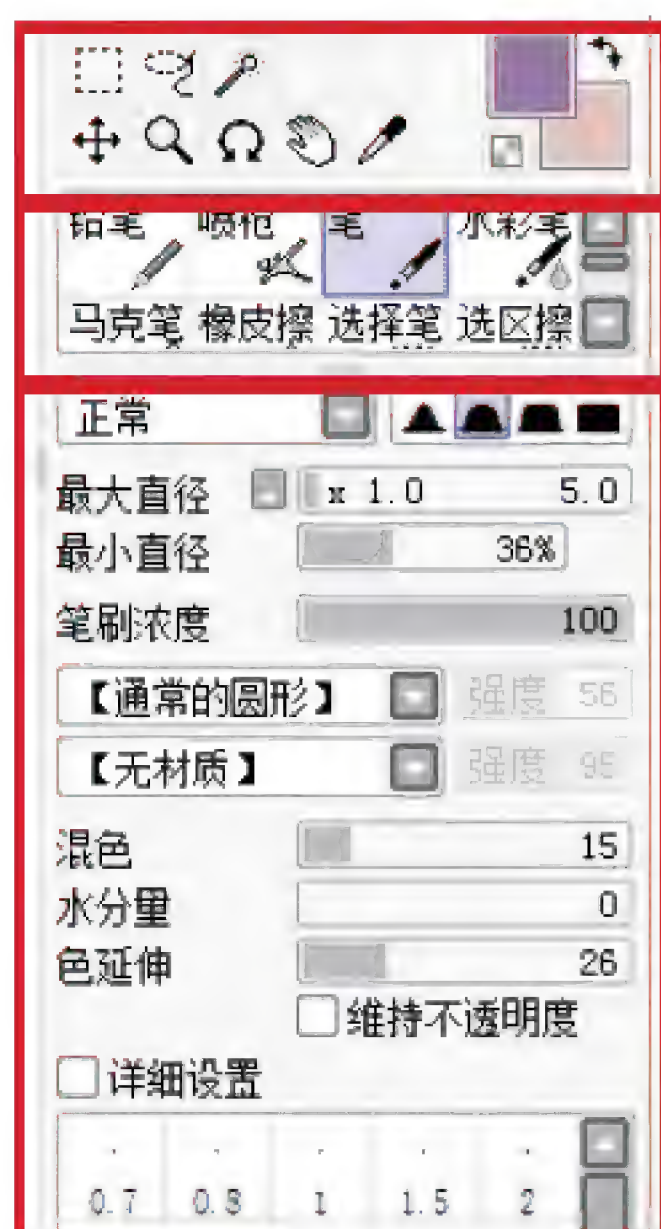 铅笔 喷枪 笔 水彩笔
马克笔 橡皮擦 选择笔 选区擦
正常
最大直径 x 1.0 5.0
最小直径 36%
笔刷浓度 100
【通常的圆形】 强度 56
【无材质】 强度 95
混色 15
水分量 0
色延伸 26
维持不透明度
详细设置
0.7 0.8 1 1.5 2